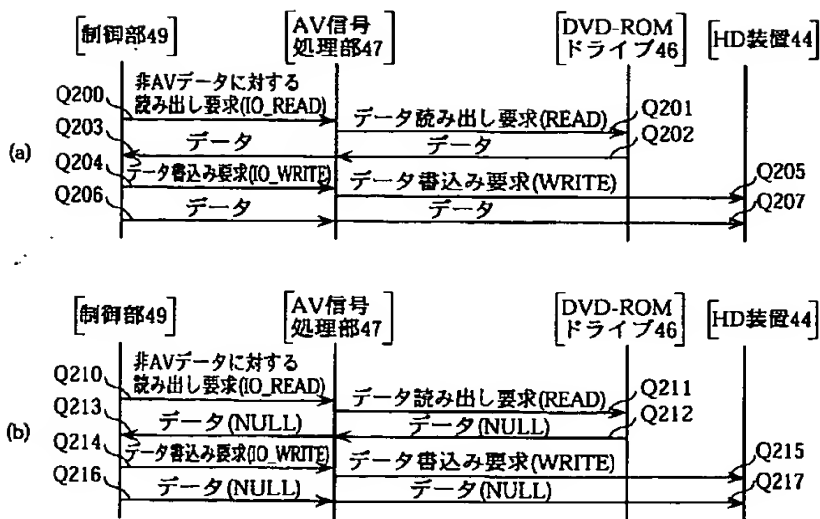 制御部49
AV信号
処理部47
DVD-ROM
ドライブ46
HD装置44
非AVデータに対する
Q200
読み出し要求(IO_READ)
データ読み出し要求(READ)
Q201
Q203
データ
データ
Q202
(a)
Q204
データ書込み要求(IO_WRITE)
データ書込み要求(WRITE)
Q205
Q206
データ
データ
Q207
制御部49
AV信号
処理部47
DVD-ROM
ドライブ46
HD装置44
非AVデータに対する
Q210
読み出し要求(IO_READ)
データ読み出し要求(READ)
Q211
Q213
データ(NULL)
データ(NULL)
Q212
(b)
Q214
データ書込み要求(IO_WRITE)
データ書込み要求(WRITE)
Q215
Q216
データ(NULL)
データ(NULL)
Q217